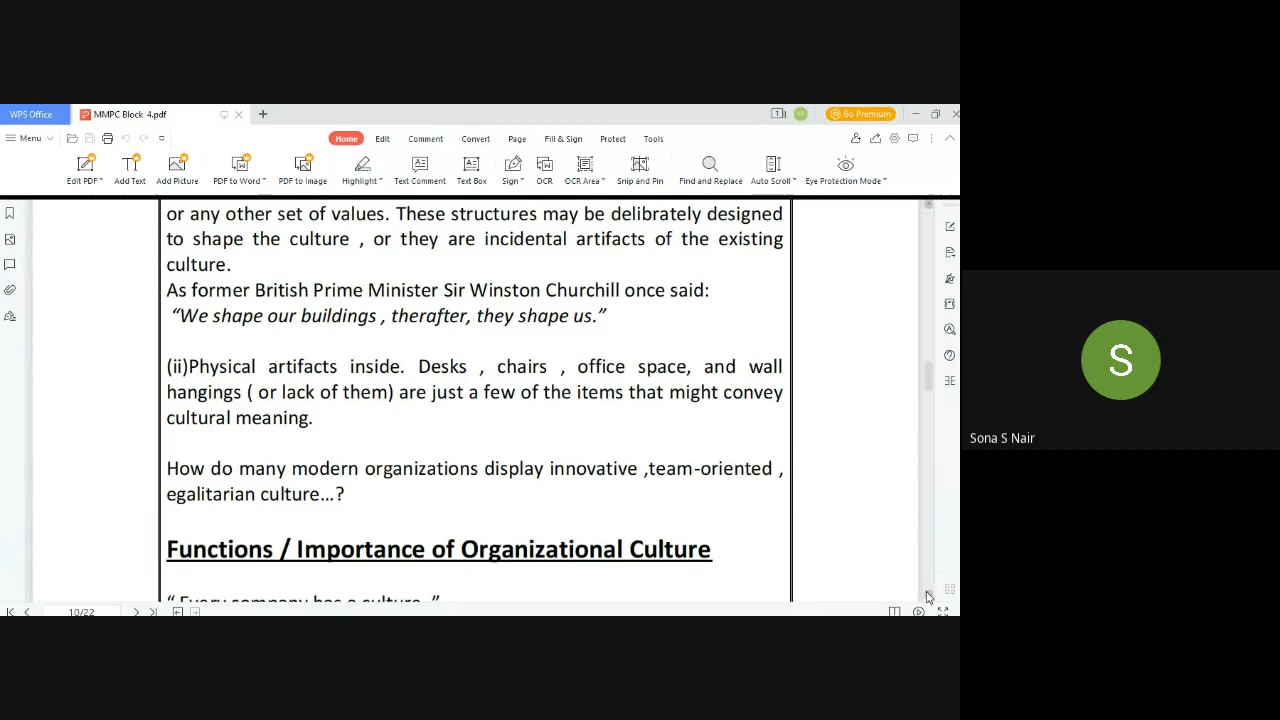 WPS Office
MMPC Block 4.pdf
Go Premium
Menu
Home Edit Comment Convert Page Fill & Sign Protect Tools
Edit PDF Add Text Add Picture PDF to Word PDF to Image Highlight Text Comment Text Box Sign OCR OCR Area Snip and Pin Find and Replace Auto Scroll Eye Protection Mode
or any other set of values. These structures may be delibrately designed
to shape the culture , or they are incidental artifacts of the existing
culture.
As former British Prime Minister Sir Winston Churchill once said:
“We shape our buildings , therafter, they shape us.”
(ii)Physical artifacts inside. Desks , chairs , office space, and wall
hangings ( or lack of them) are just a few of the items that might convey
cultural meaning.
How do many modern organizations display innovative ,team-oriented ,
egalitarian culture...?
Functions / Importance of Organizational Culture
“ Every company has a culture. ”
10/22
S
Sona S Nair